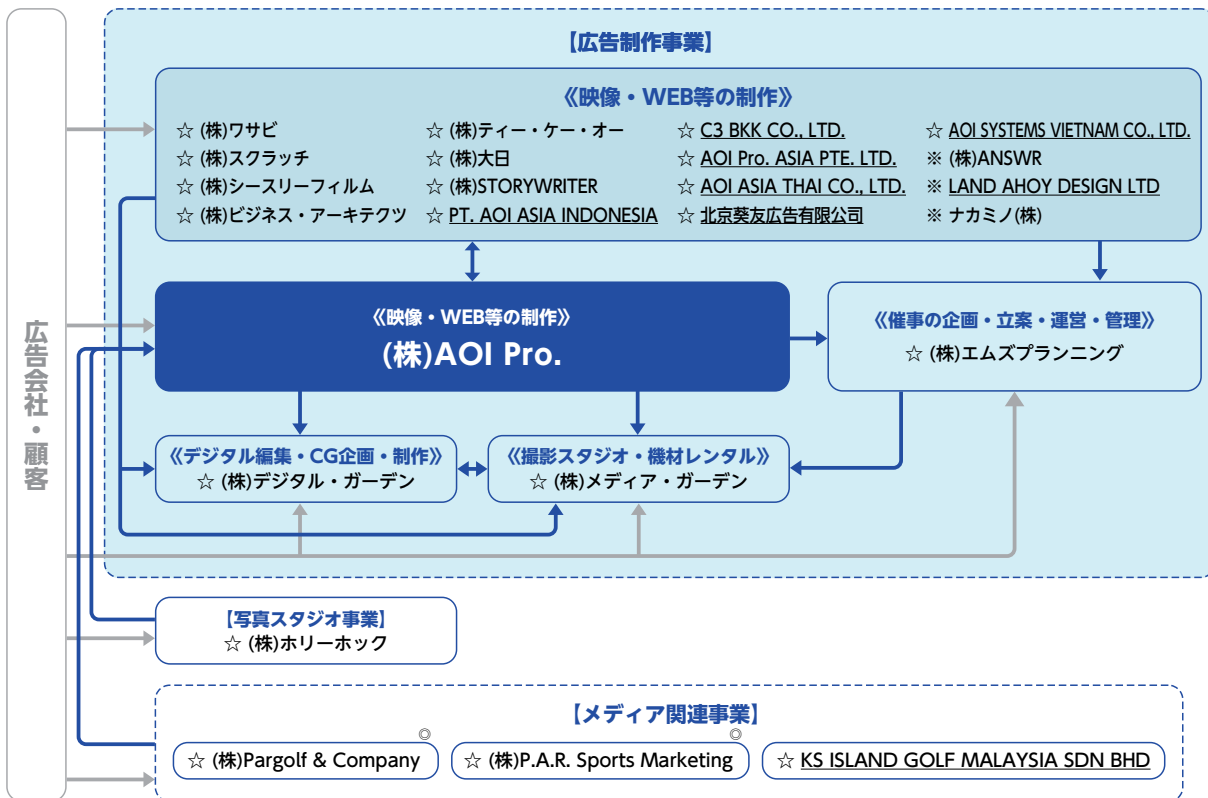 広告会社・顧客
【広告制作事業】
《映像・WEB等の制作》
☆ (株)ワサビ
☆ (株)スクラッチ
☆ (株)シースリーフィルム
☆ (株)ビジネス・アーキテクツ
☆ (株)ティー・ケー・オー
☆ (株)大日
☆ (株)STORYWRITER
☆ PT. AOI ASIA INDONESIA
☆ C3 BKK CO., LTD.
☆ AOI Pro. ASIA PTE. LTD.
☆ AOI ASIA THAI CO., LTD.
☆ 北京葵友広告有限公司
☆ AOI SYSTEMS VIETNAM CO., LTD.
※ (株)ANSWR
※ LAND AHOY DESIGN LTD
※ ナカミノ(株)
《映像・WEB等の制作》
(株)AOI Pro.
《催事の企画・立案・運営・管理》
☆ (株)エムズプランニング
《デジタル編集・CG企画・制作》
☆ (株)デジタル・ガーデン
《撮影スタジオ・機材レンタル》
☆ (株)メディア・ガーデン
【写真スタジオ事業】
☆ (株)ホリーホック
【メディア関連事業】
◎
☆ (株)Pargolf & Company
◎
☆ (株)P.A.R. Sports Marketing
☆ KS ISLAND GOLF MALAYSIA SDN BHD